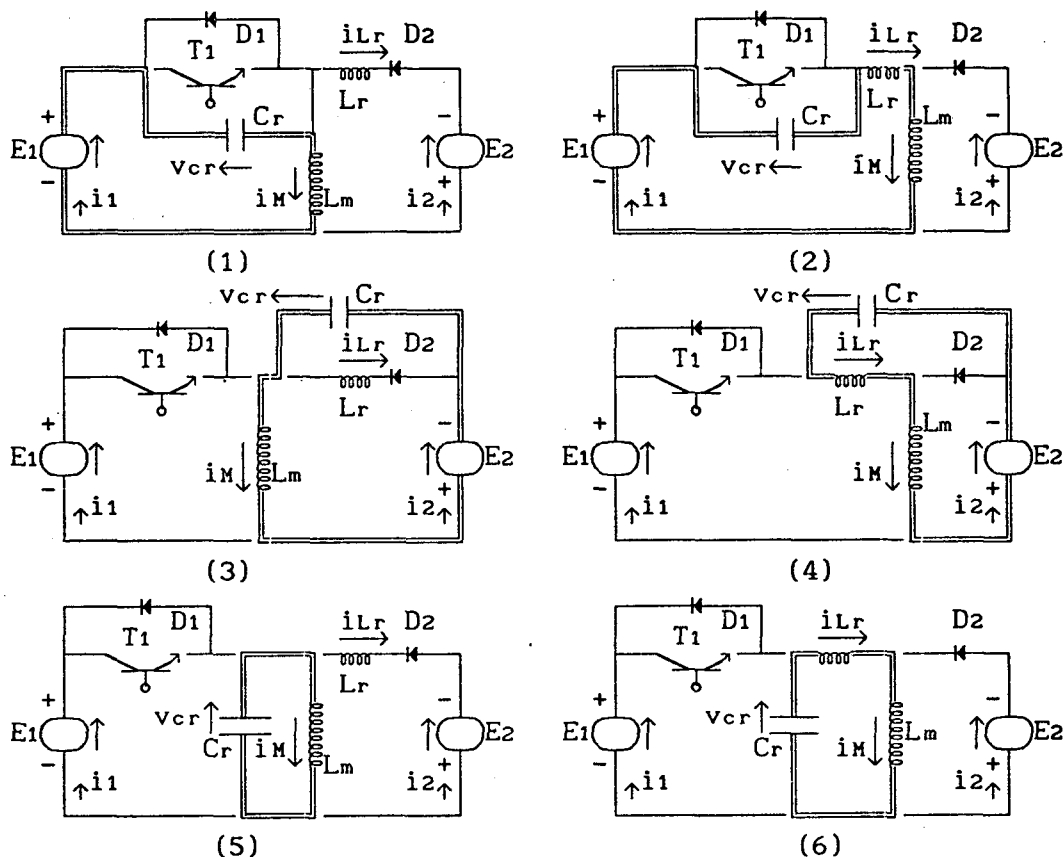 D1 iLr D2
T1
Lr
+ Cr -
E1 E2
- vcr iM Lm +
i1 i2
(1)
D1 iLr D2
T1
Lr Lm
+ Cr -
E1 E2
- vcr iM +
i1 i2
(2)
vcr Cr
D1 iLr D2
T1
Lr
+ -
E1 iM Lm E2
- +
i1 i2
(3)
vcr Cr
D1 iLr D2
T1
Lr Lm
+ -
E1 iM E2
- +
i1 i2
(4)
T1 D1 iLr D2
Lr
+ -
E1 vcr E2
- Cr iM Lm +
i1 i2
(5)
T1 D1 iLr D2
+ -
E1 vcr Lm E2
- Cr iM +
i1 i2
(6)